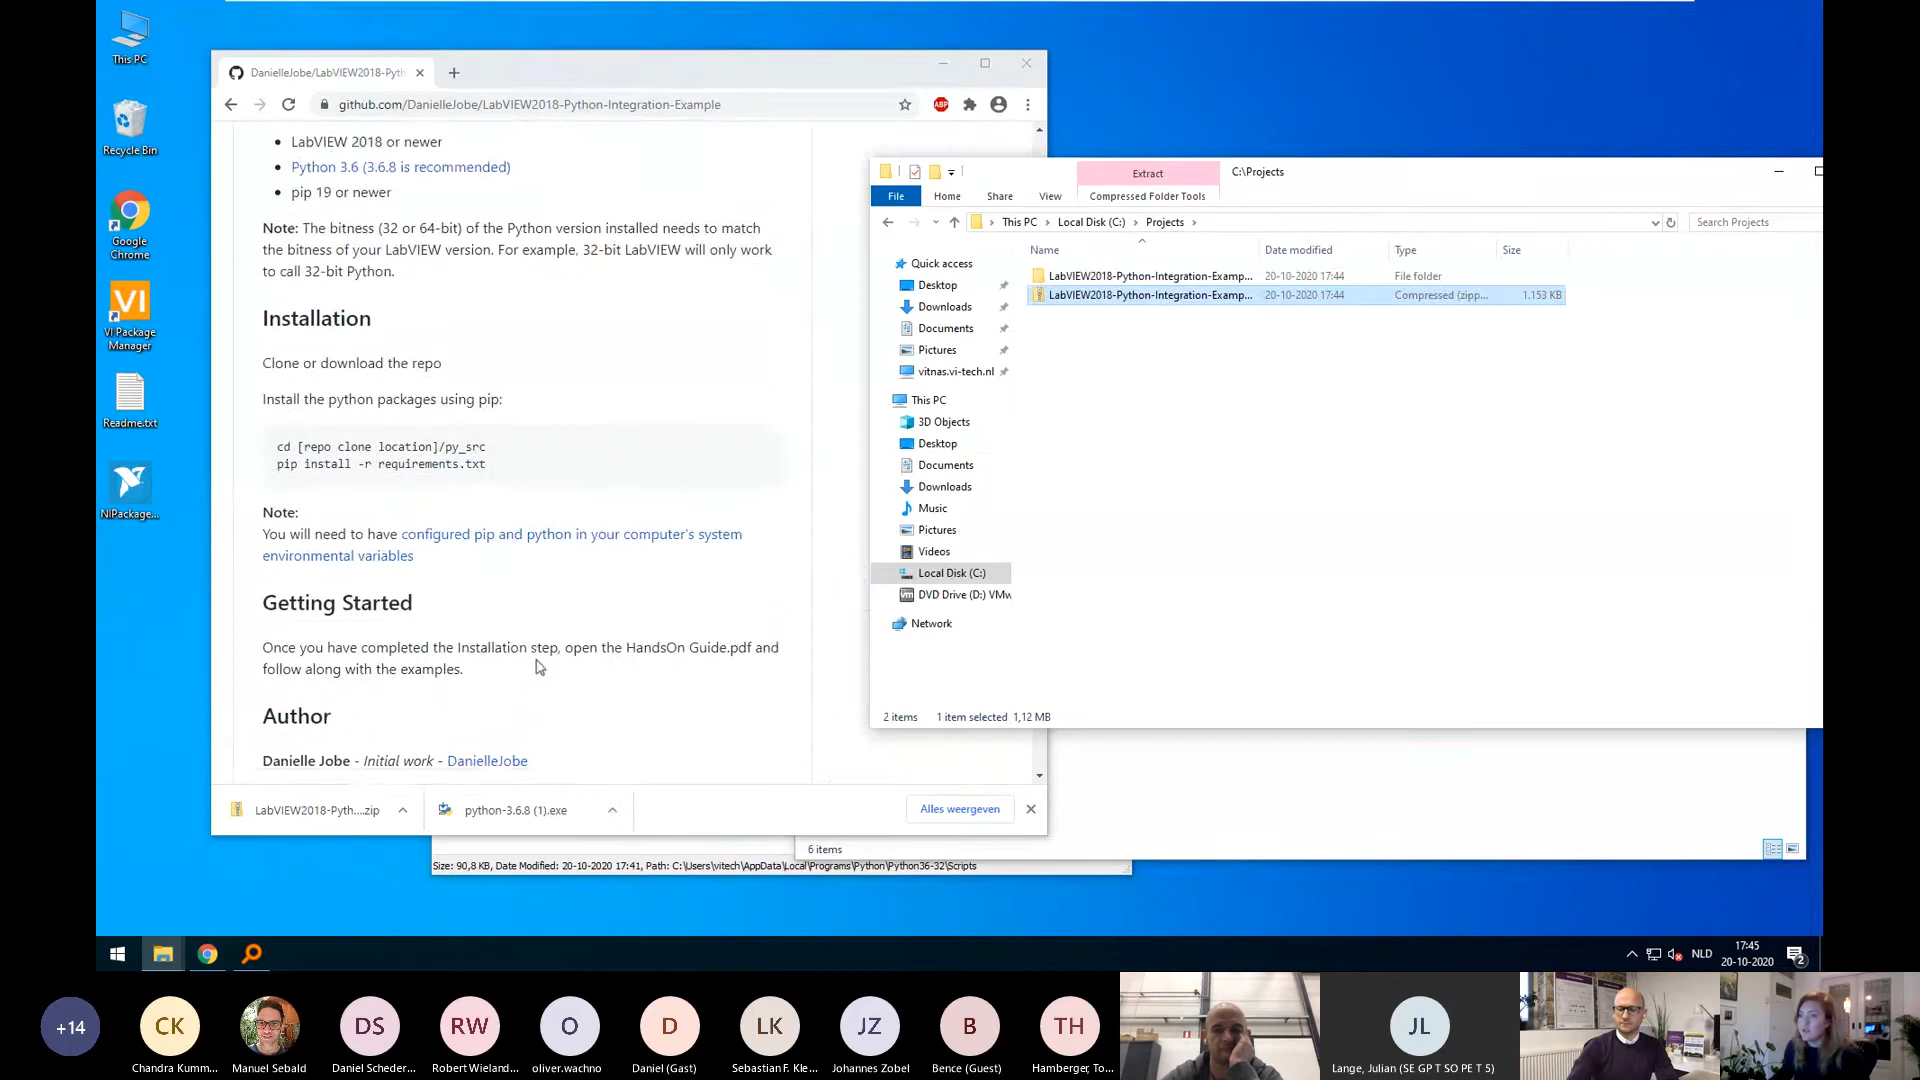 This PC
Recycle Bin
Google
Chrome
VI
VI Package
Manager
Readme.txt
NIPackage...
DanielleJobe/LabVIEW2018-Pyth
github.com/DanielleJobe/LabVIEW2018-Python-Integration-Example
ABP
LabVIEW 2018 or newer
Python 3.6 (3.6.8 is recommended)
pip 19 or newer
Note: The bitness (32 or 64-bit) of the Python version installed needs to match
the bitness of your LabVIEW version. For example, 32-bit LabVIEW will only work
to call 32-bit Python.
Installation
Clone or download the repo
Install the python packages using pip:
cd [repo clone location]/py_src
pip install -r requirements.txt
Note:
You will need to have configured pip and python in your computer's system
environmental variables
Getting Started
Once you have completed the Installation step, open the HandsOn Guide.pdf and
follow along with the examples.
Author
Danielle Jobe - Initial work - DanielleJobe
LabVIEW2018-Pyth....zip
python-3.6.8 (1).exe
Alles weergeven
Extract
C:\Projects
File
Home
Share
View
Compressed Folder Tools
This PC
Local Disk (C:)
Projects
Search Projects
Name
Date modified
Type
Size
LabVIEW2018-Python-Integration-Examp... 20-10-2020 17:44 File folder
LabVIEW2018-Python-Integration-Examp... 20-10-2020 17:44 Compressed (zipp... 1.153 KB
Quick access
Desktop
Downloads
Documents
Pictures
vitnas.vi-tech.nl
This PC
3D Objects
Desktop
Documents
Downloads
Music
Pictures
Videos
Local Disk (C:)
DVD Drive (D:) VMw
Network
2 items 1 item selected 1,12 MB
6 items
Size: 90,8 KB, Date Modified: 20-10-2020 17:41, Path: C:\Users\vitech\AppData\Local\Programs\Python\Python36-32\Scripts
NLD
17:45
20-10-2020
2
+14
CK
Chandra Kumm...
Manuel Sebald
DS
Daniel Scheder...
RW
Robert Wieland...
O
oliver.wachno
D
Daniel (Gast)
LK
Sebastian F. Kle...
JZ
Johannes Zobel
B
Bence (Guest)
TH
Hamberger, To...
JL
Lange, Julian (SE GP T SO PE T 5)